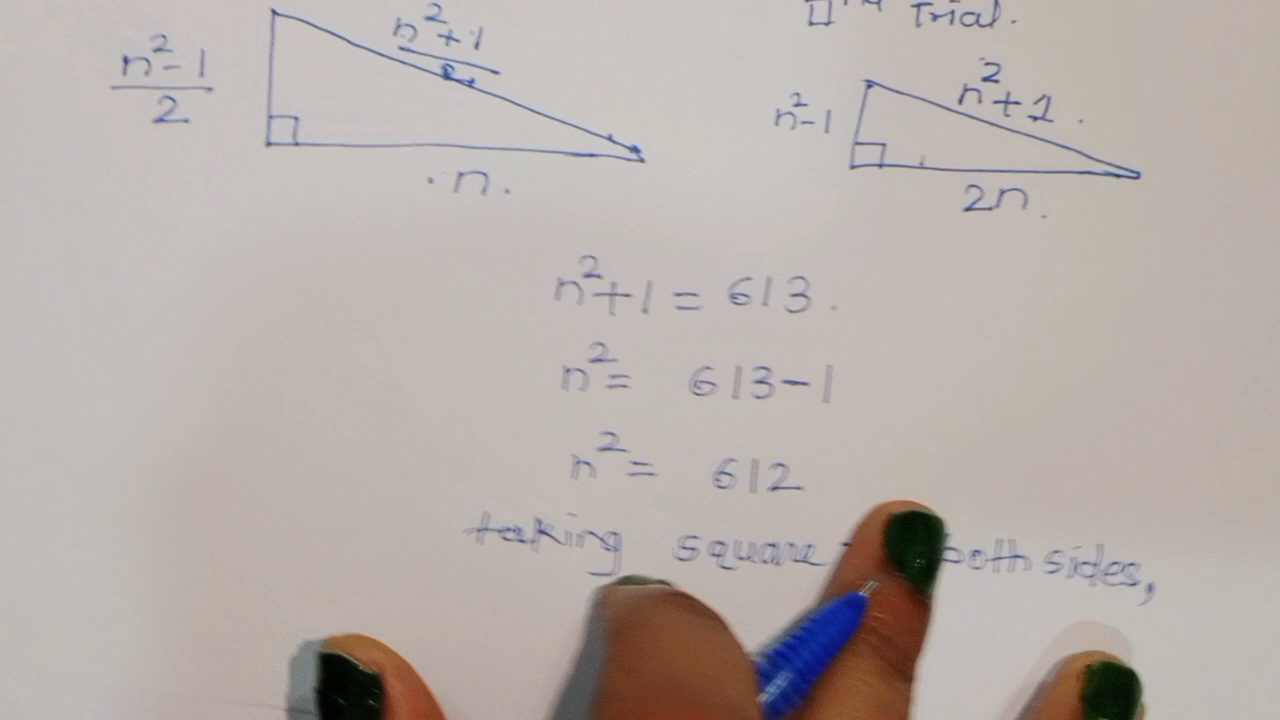 n²-1/2
n²+1/2
n.
Trial.
n²-1
n²+1.
2n.
n²+1 = 613.
n² = 613-1
n² = 612
taking square both sides,